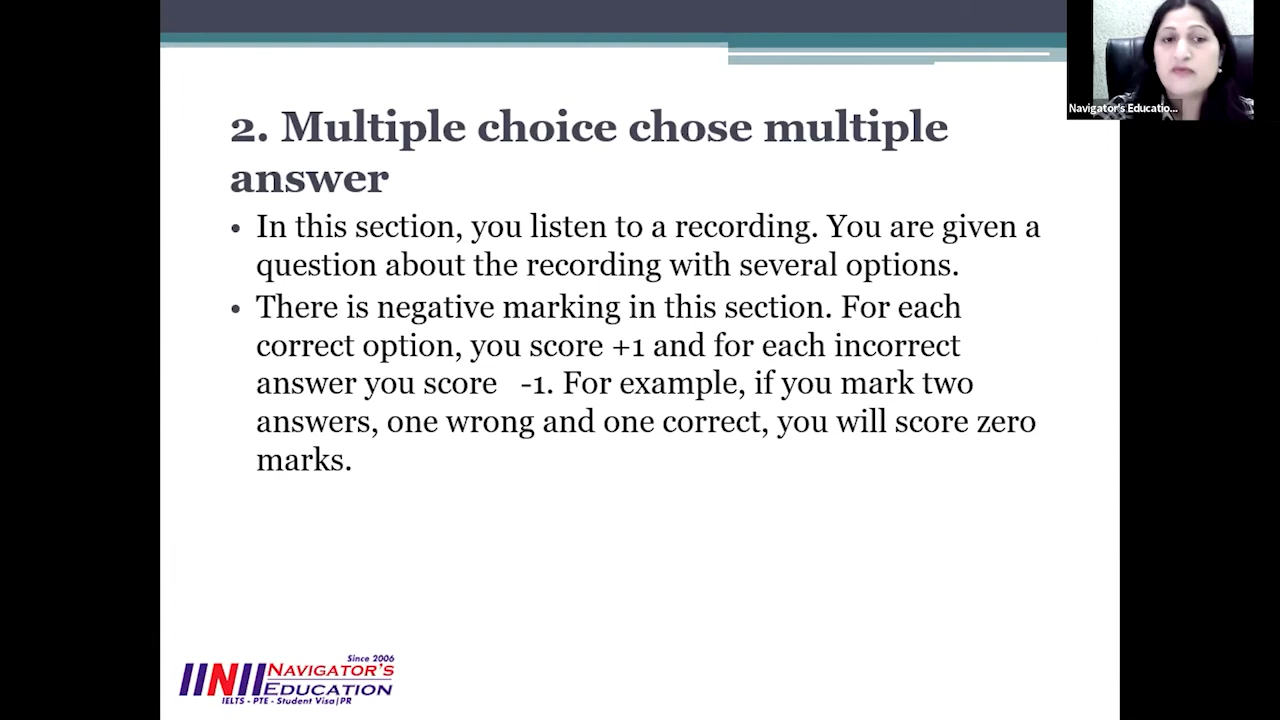 2. Multiple choice chose multiple
answer
• In this section, you listen to a recording. You are given a
question about the recording with several options.
• There is negative marking in this section. For each
correct option, you score +1 and for each incorrect
answer you score -1. For example, if you mark two
answers, one wrong and one correct, you will score zero
marks.
Navigator's Educatio...
Since 2006
NAVIGATOR'S
EDUCATION
IELTS - PTE - Student Visa|PR